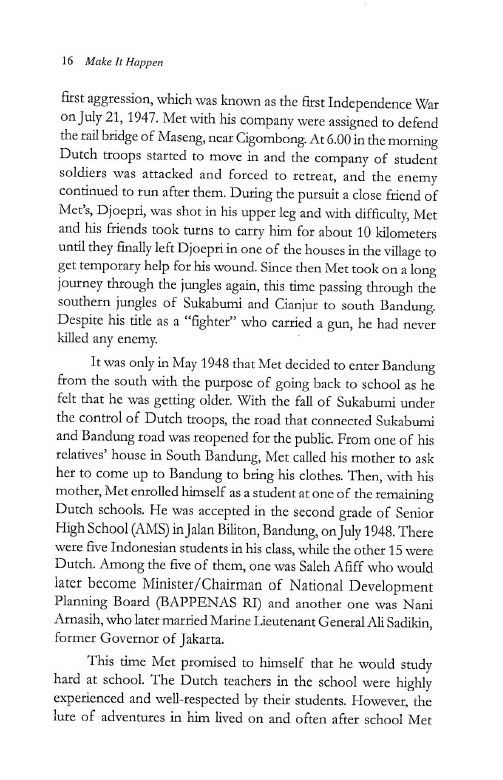 16 Make It Happen
first aggression, which was known as the first Independence War
on July 21, 1947. Met with his company were assigned to defend
the rail bridge of Maseng, near Cigombong. At 6.00 in the morning
Dutch troops started to move in and the company of student
soldiers was attacked and forced to retreat, and the enemy
continued to run after them. During the pursuit a close friend of
Met's, Djoepri, was shot in his upper leg and with difficulty, Met
and his friends took turns to carry him for about 10 kilometers
until they finally left Djoepri in one of the houses in the village to
get temporary help for his wound. Since then Met took on a long
journey through the jungles again, this time passing through the
southern jungles of Sukabumi and Cianjur to south Bandung.
Despite his title as a “fighter” who carried a gun, he had never
killed any enemy.
It was only in May 1948 that Met decided to enter Bandung
from the south with the purpose of going back to school as he
felt that he was getting older. With the fall of Sukabumi under
the control of Dutch troops, the road that connected Sukabumi
and Bandung road was reopened for the public. From one of his
relatives' house in South Bandung, Met called his mother to ask
her to come up to Bandung to bring his clothes. Then, with his
mother, Met enrolled himself as a student at one of the remaining
Dutch schools. He was accepted in the second grade of Senior
High School (AMS) in Jalan Biliton, Bandung, on July 1948. There
were five Indonesian students in his class, while the other 15 were
Dutch. Among the five of them, one was Saleh Afiff who would
later become Minister/Chairman of National Development
Planning Board (BAPPENAS RI) and another one was Nani
Arnasih, who later married Marine Lieutenant General Ali Sadikin,
former Governor of Jakarta.
This time Met promised to himself that he would study
hard at school. The Dutch teachers in the school were highly
experienced and well-respected by their students. However, the
lure of adventures in him lived on and often after school Met